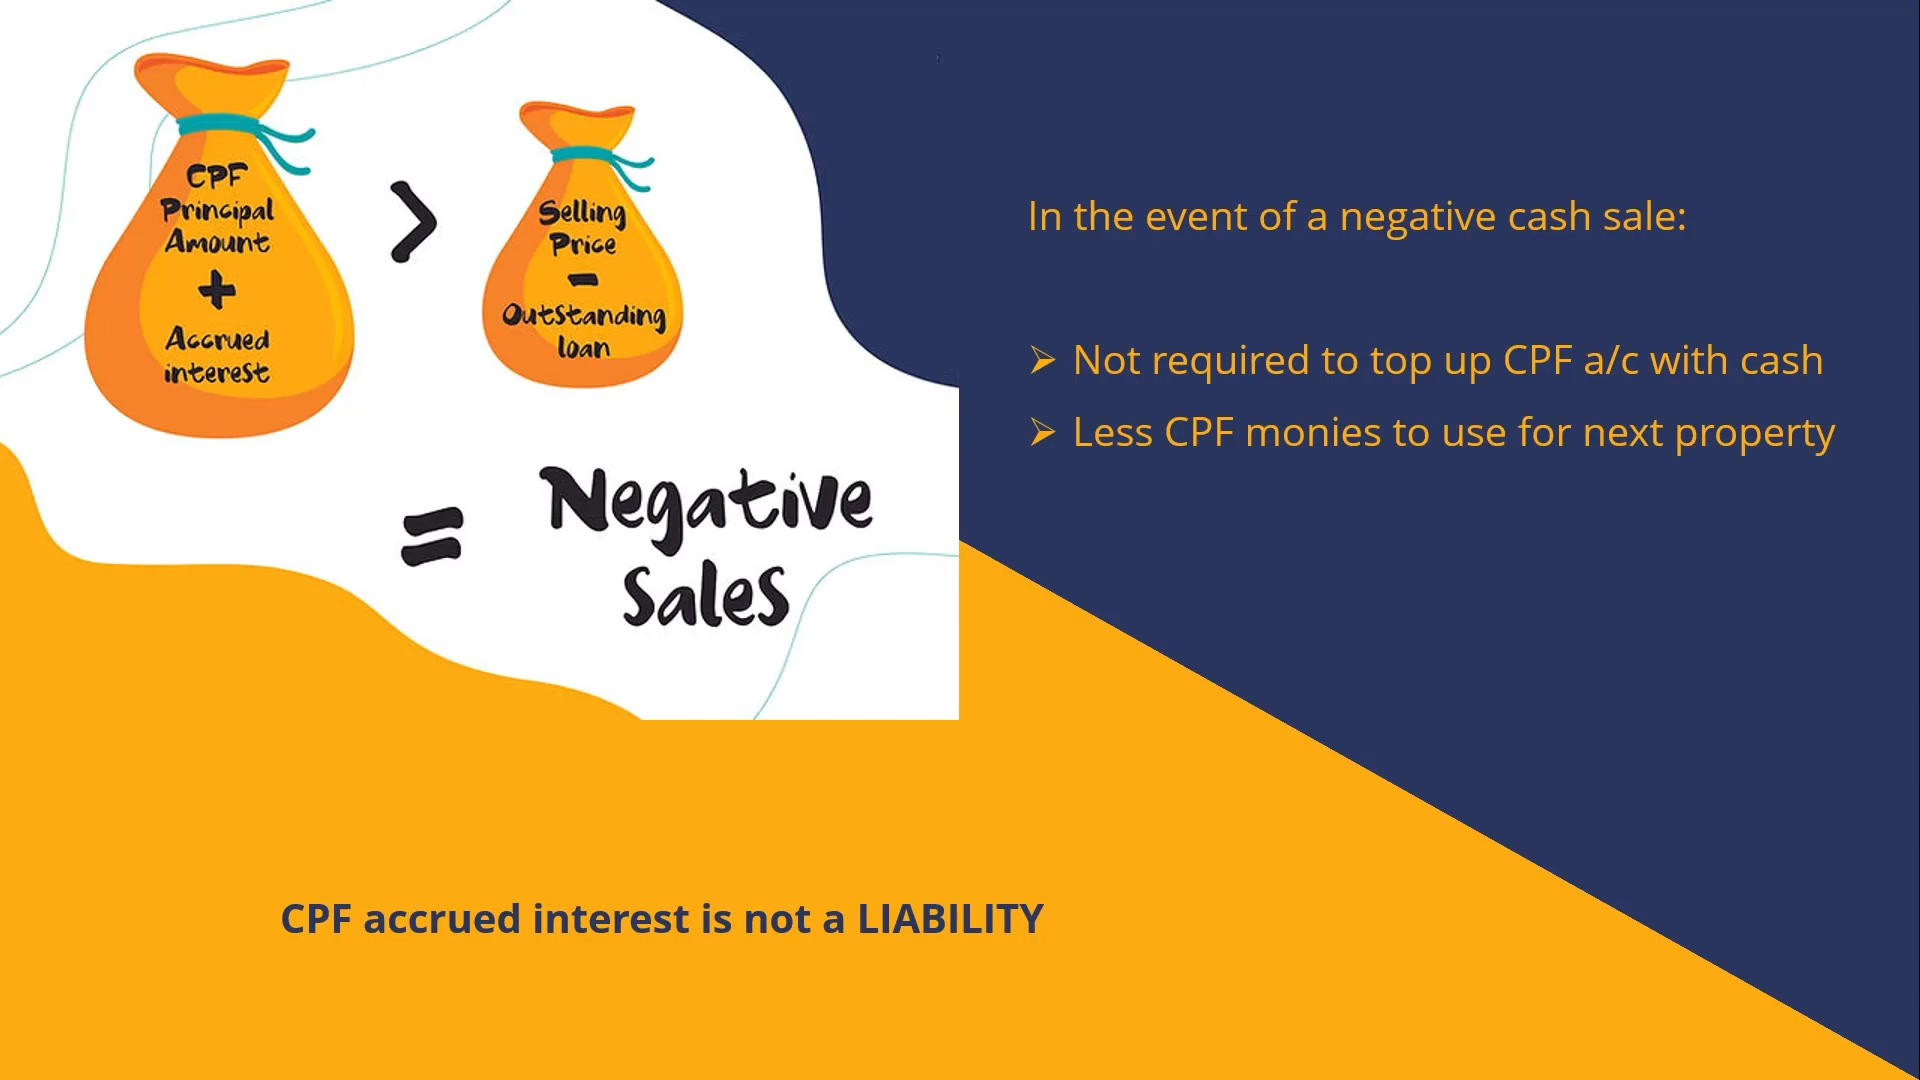 CPF
Principal
Amount
+
Accrued
interest
>
Selling
Price
-
Outstanding
loan
=
Negative
Sales
In the event of a negative cash sale:
➢ Not required to top up CPF a/c with cash
➢ Less CPF monies to use for next property
CPF accrued interest is not a LIABILITY